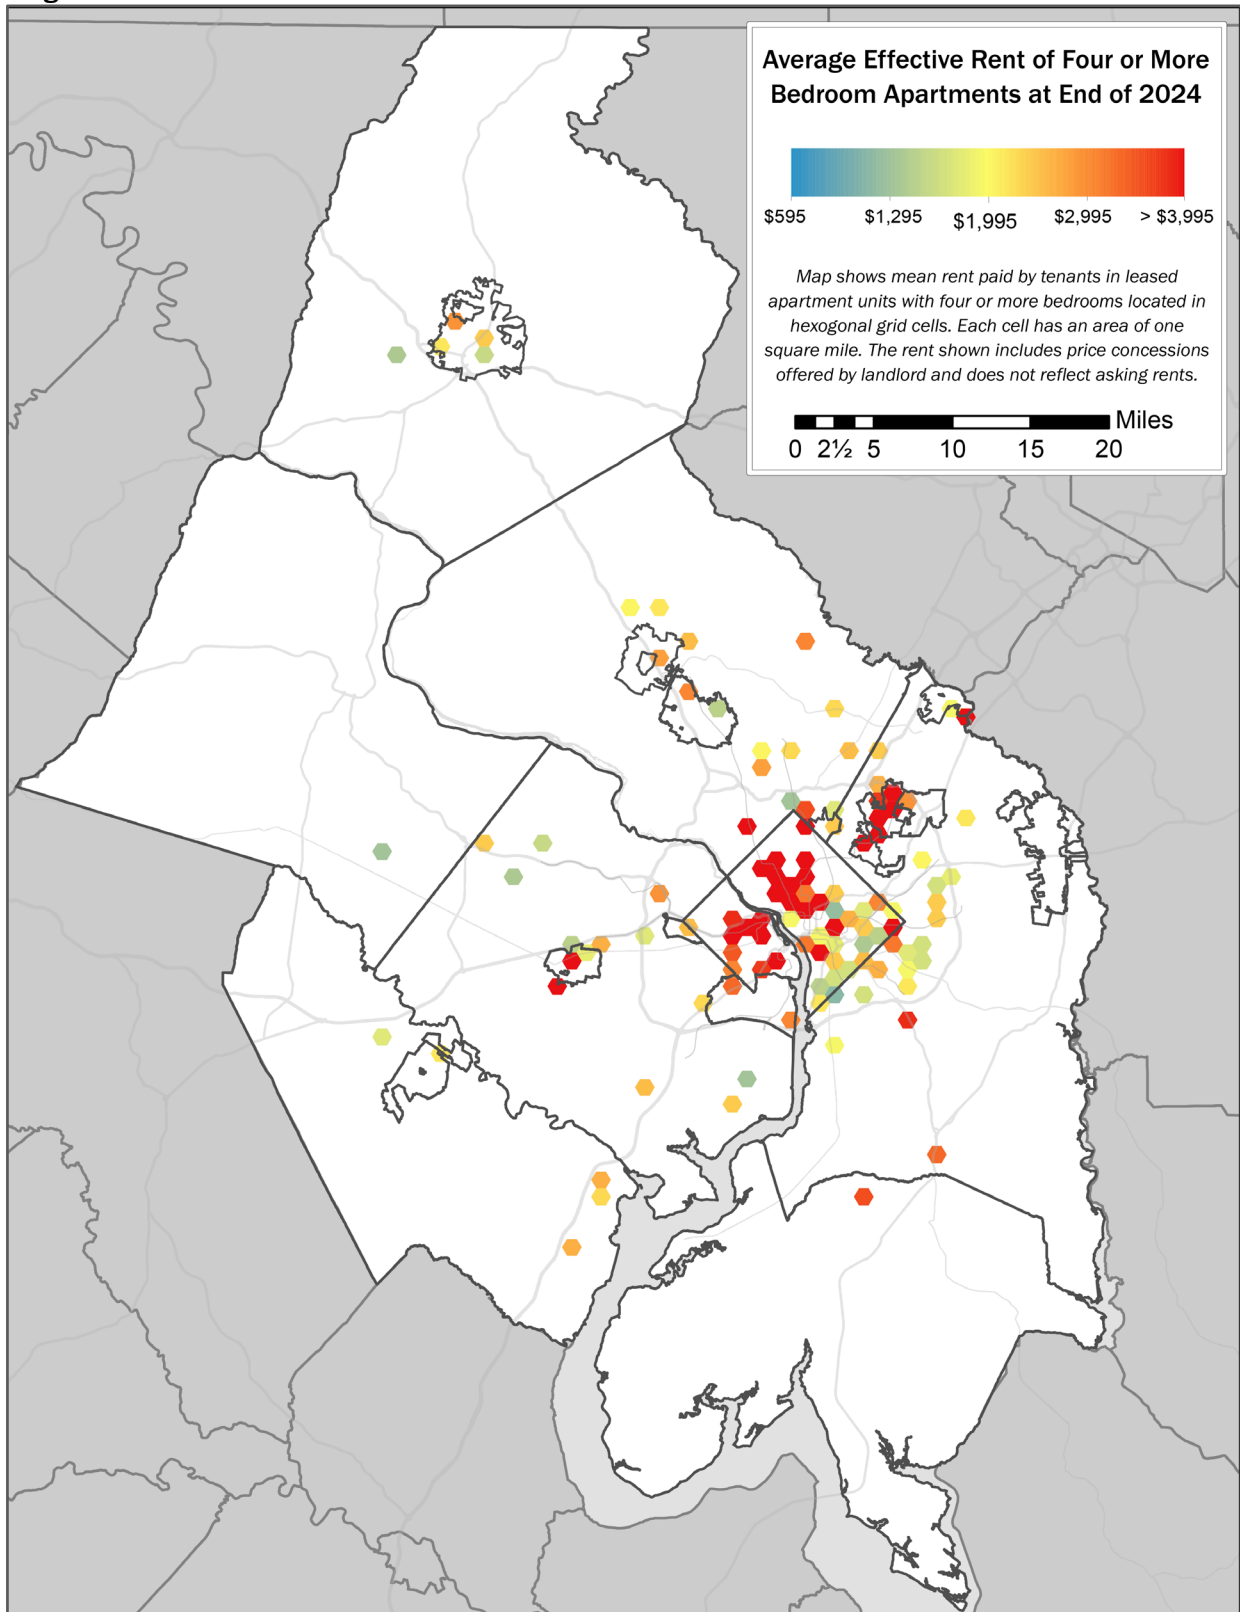 Average Effective Rent of Four or More
Bedroom Apartments at End of 2024
$595 $1,295 $1,995 $2,995 > $3,995
Map shows mean rent paid by tenants in leased
apartment units with four or more bedrooms located in
hexogonal grid cells. Each cell has an area of one
square mile. The rent shown includes price concessions
offered by landlord and does not reflect asking rents.
Miles
0 2½ 5 10 15 20